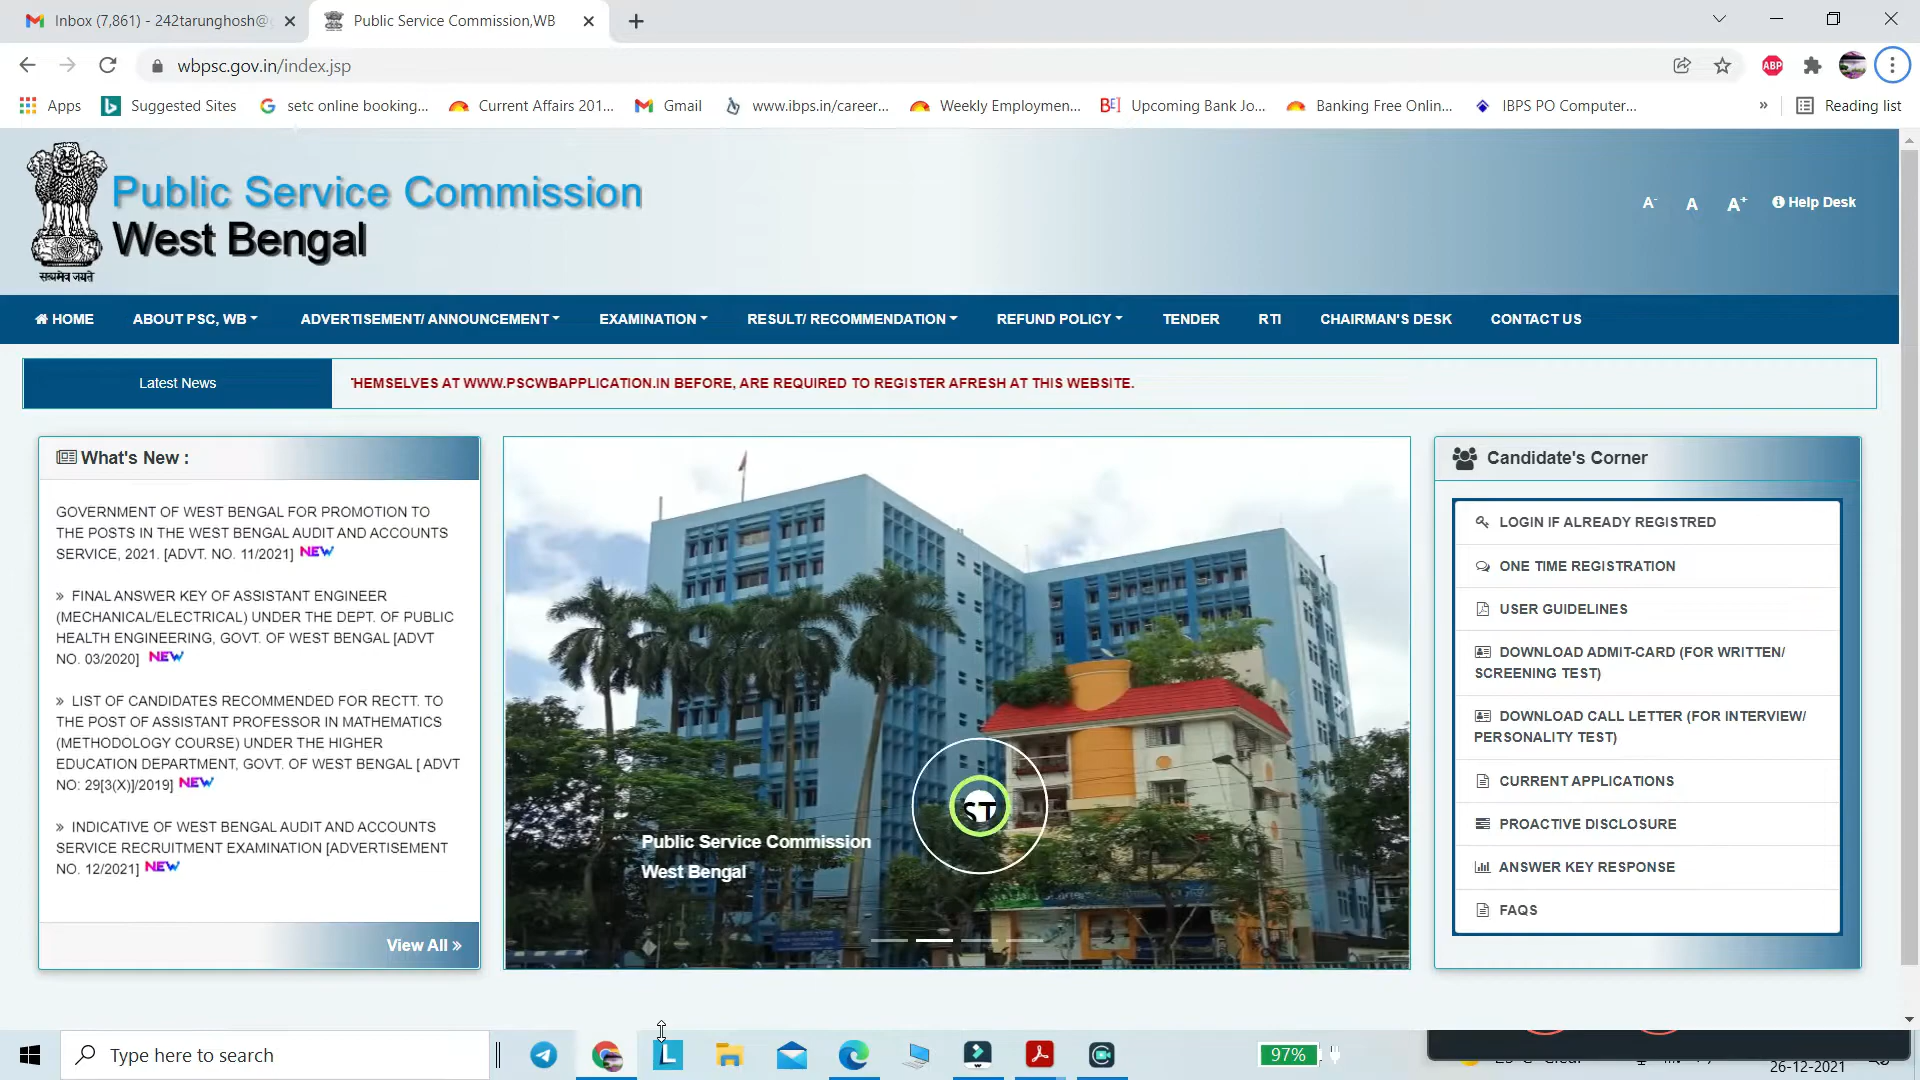 Inbox (7,861) - 242tarunghosh@g
Public Service Commission,WB
wbpsc.gov.in/index.jsp
ABP
Apps
Suggested Sites
setc online booking...
Current Affairs 201...
Gmail
www.ibps.in/career...
Weekly Employmen...
BEI
Upcoming Bank Jo...
Banking Free Onlin...
IBPS PO Computer...
»
Reading list
Public Service Commission
West Bengal
सत्यमेव जयते
A-
A
A+
Help Desk
HOME
ABOUT PSC, WB
ADVERTISEMENT/ ANNOUNCEMENT
EXAMINATION
RESULT/ RECOMMENDATION
REFUND POLICY
TENDER
RTI
CHAIRMAN'S DESK
CONTACT US
Latest News
HEMSELVES AT WWW.PSCWBAPPLICATION.IN BEFORE, ARE REQUIRED TO REGISTER AFRESH AT THIS WEBSITE.
What's New :
GOVERNMENT OF WEST BENGAL FOR PROMOTION TO
THE POSTS IN THE WEST BENGAL AUDIT AND ACCOUNTS
SERVICE, 2021. [ADVT. NO. 11/2021] NEW
» FINAL ANSWER KEY OF ASSISTANT ENGINEER
(MECHANICAL/ELECTRICAL) UNDER THE DEPT. OF PUBLIC
HEALTH ENGINEERING, GOVT. OF WEST BENGAL [ADVT
NO. 03/2020] NEW
» LIST OF CANDIDATES RECOMMENDED FOR RECTT. TO
THE POST OF ASSISTANT PROFESSOR IN MATHEMATICS
(METHODOLOGY COURSE) UNDER THE HIGHER
EDUCATION DEPARTMENT, GOVT. OF WEST BENGAL [ ADVT
NO: 29[3(X)]/2019] NEW
» INDICATIVE OF WEST BENGAL AUDIT AND ACCOUNTS
SERVICE RECRUITMENT EXAMINATION [ADVERTISEMENT
NO. 12/2021] NEW
View All »
ST
Public Service Commission
West Bengal
Candidate's Corner
LOGIN IF ALREADY REGISTRED
ONE TIME REGISTRATION
USER GUIDELINES
DOWNLOAD ADMIT-CARD (FOR WRITTEN/
SCREENING TEST)
DOWNLOAD CALL LETTER (FOR INTERVIEW/
PERSONALITY TEST)
CURRENT APPLICATIONS
PROACTIVE DISCLOSURE
ANSWER KEY RESPONSE
FAQS
Type here to search
L
97%
26-12-2021